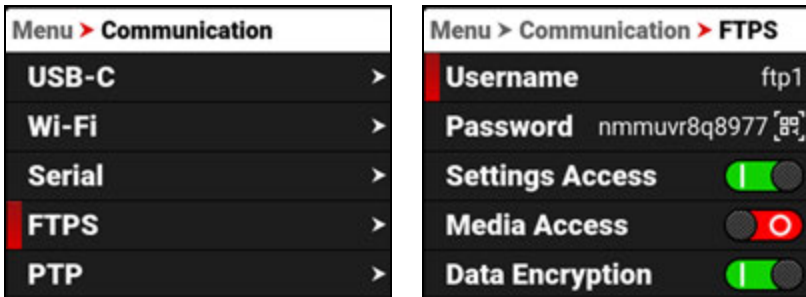 Menu > Communication
USB-C
Wi-Fi
Serial
FTPS
PTP
Menu > Communication > FTPS
Username ftp1
Password nmmuvr8q8977
Settings Access
Media Access
Data Encryption